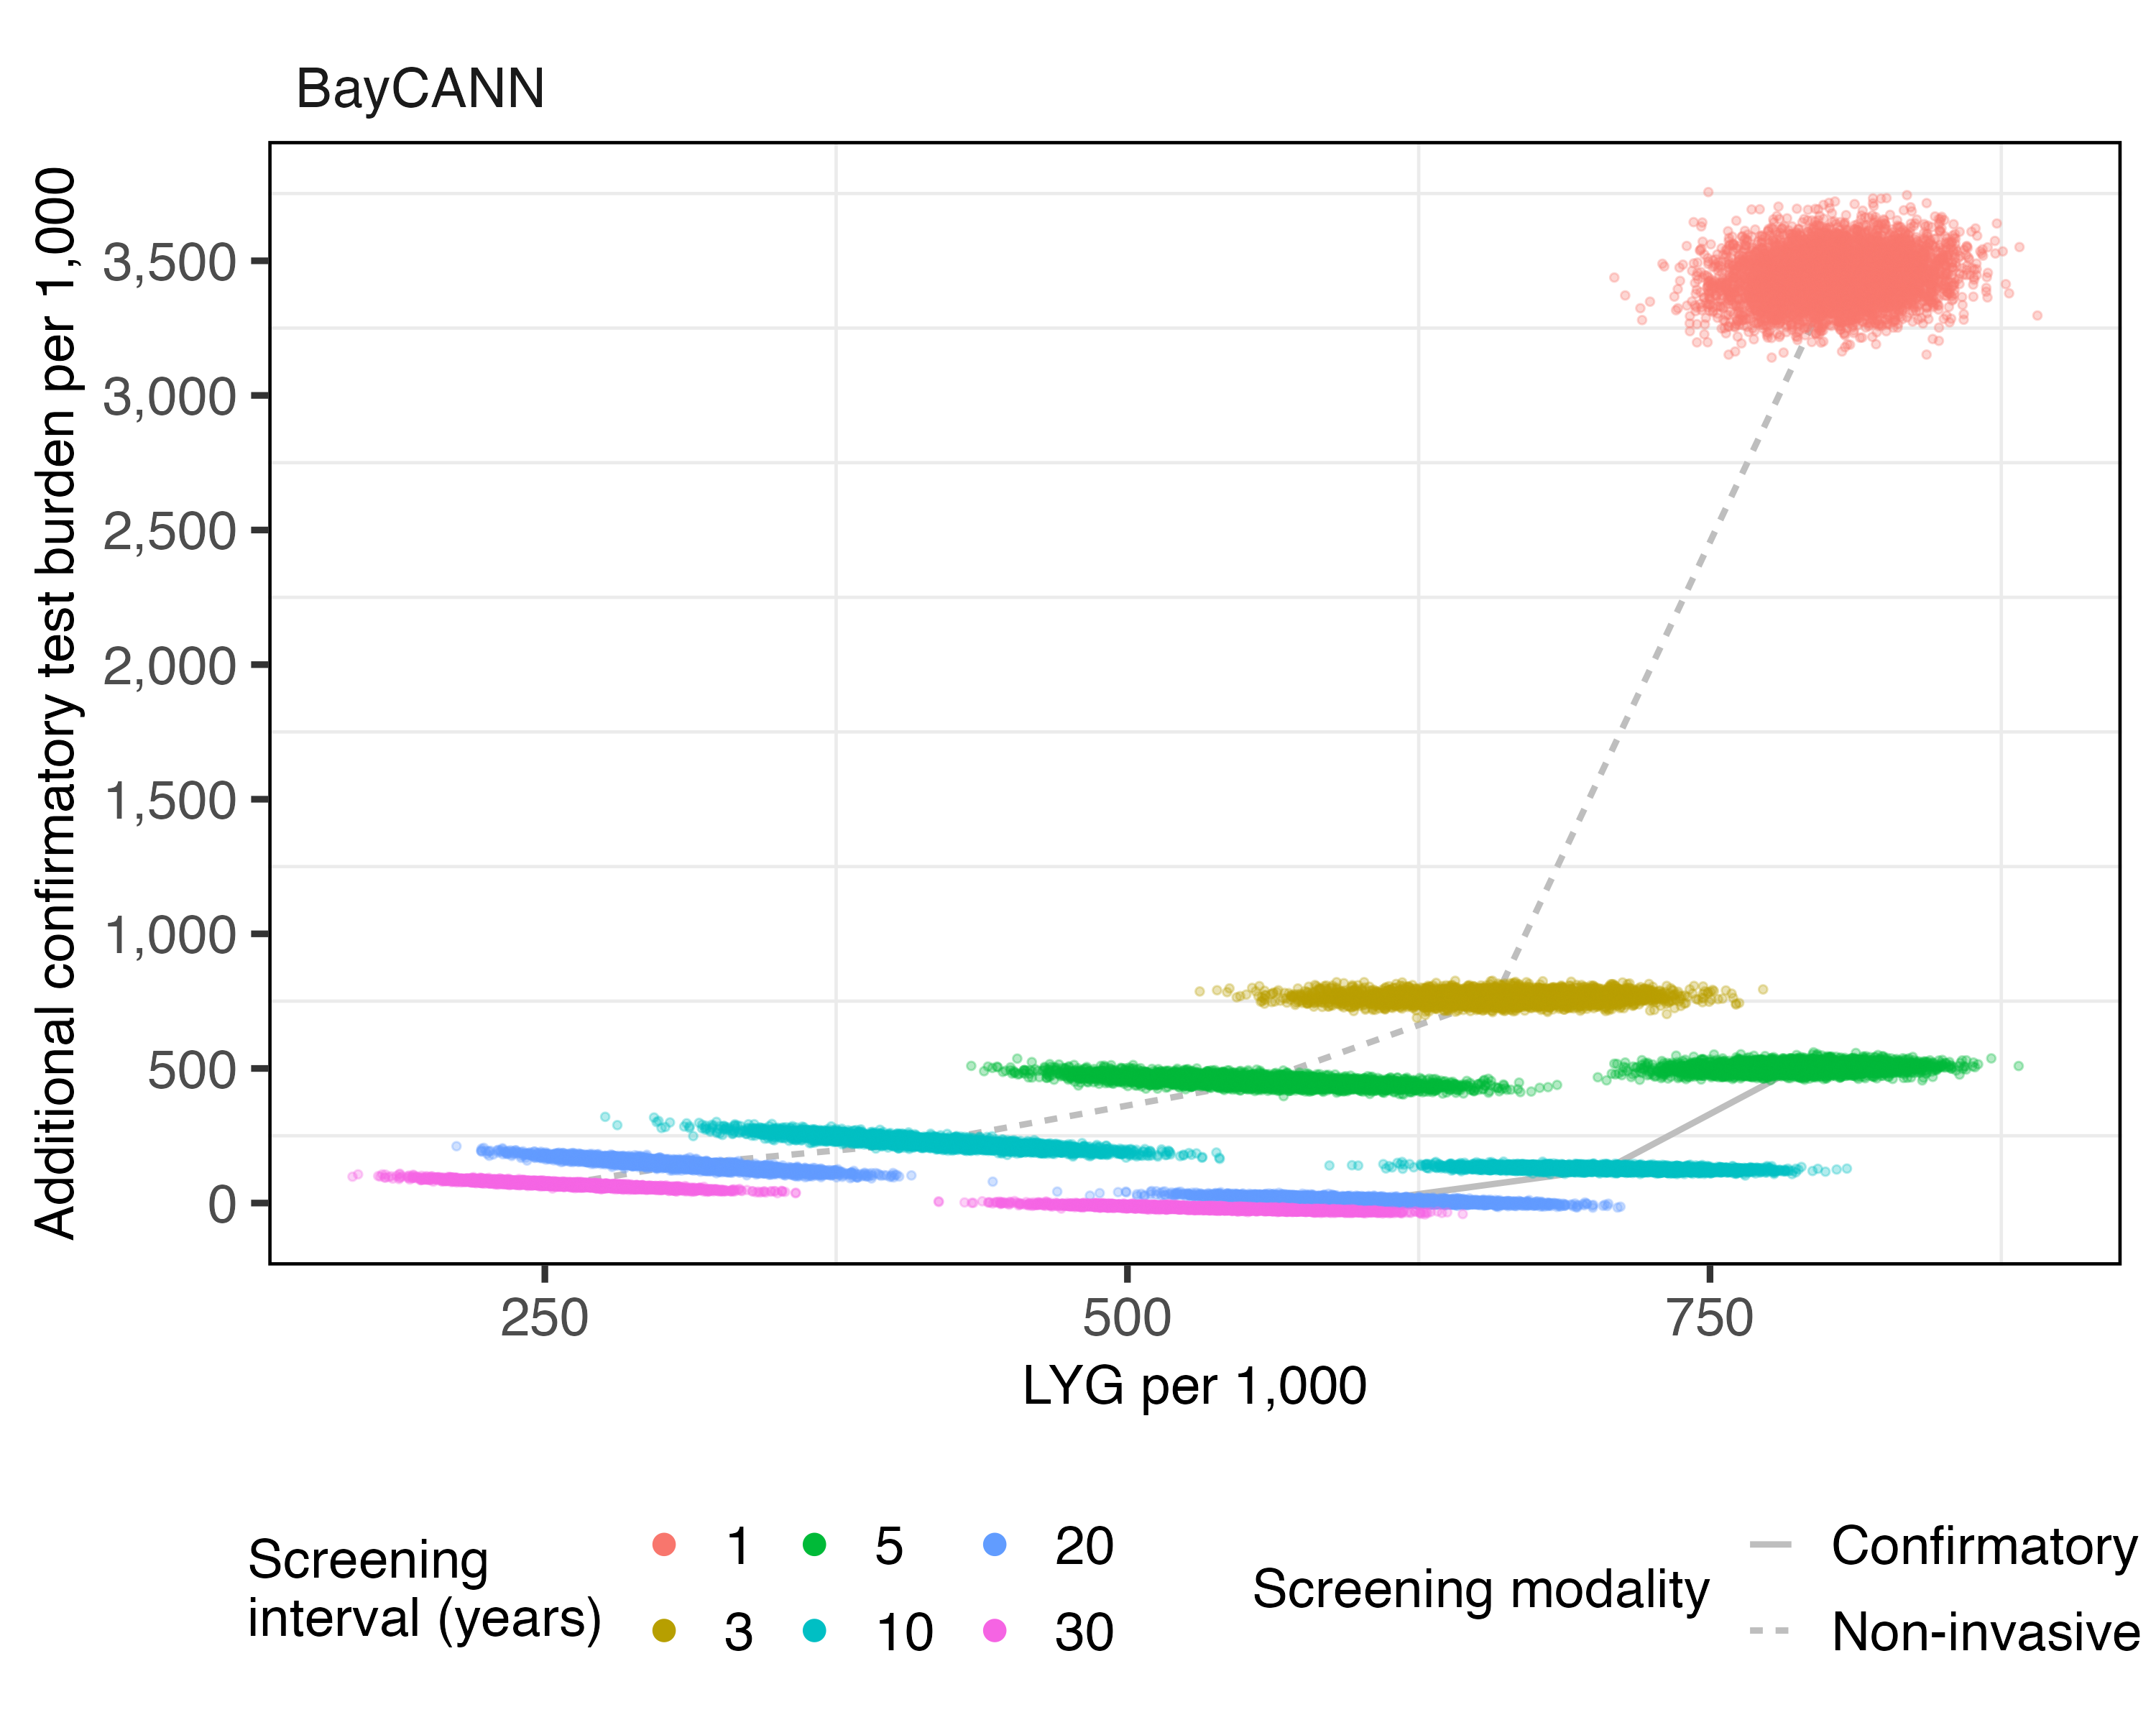 BayCANN
Additional confirmatory test burden per 1,000
3,500
3,000
2,500
2,000
1,500
1,000
500
0
250 500 750
LYG per 1,000
Screening
interval (years)
1 5 20
3 10 30
Screening modality
Confirmatory
Non-invasive